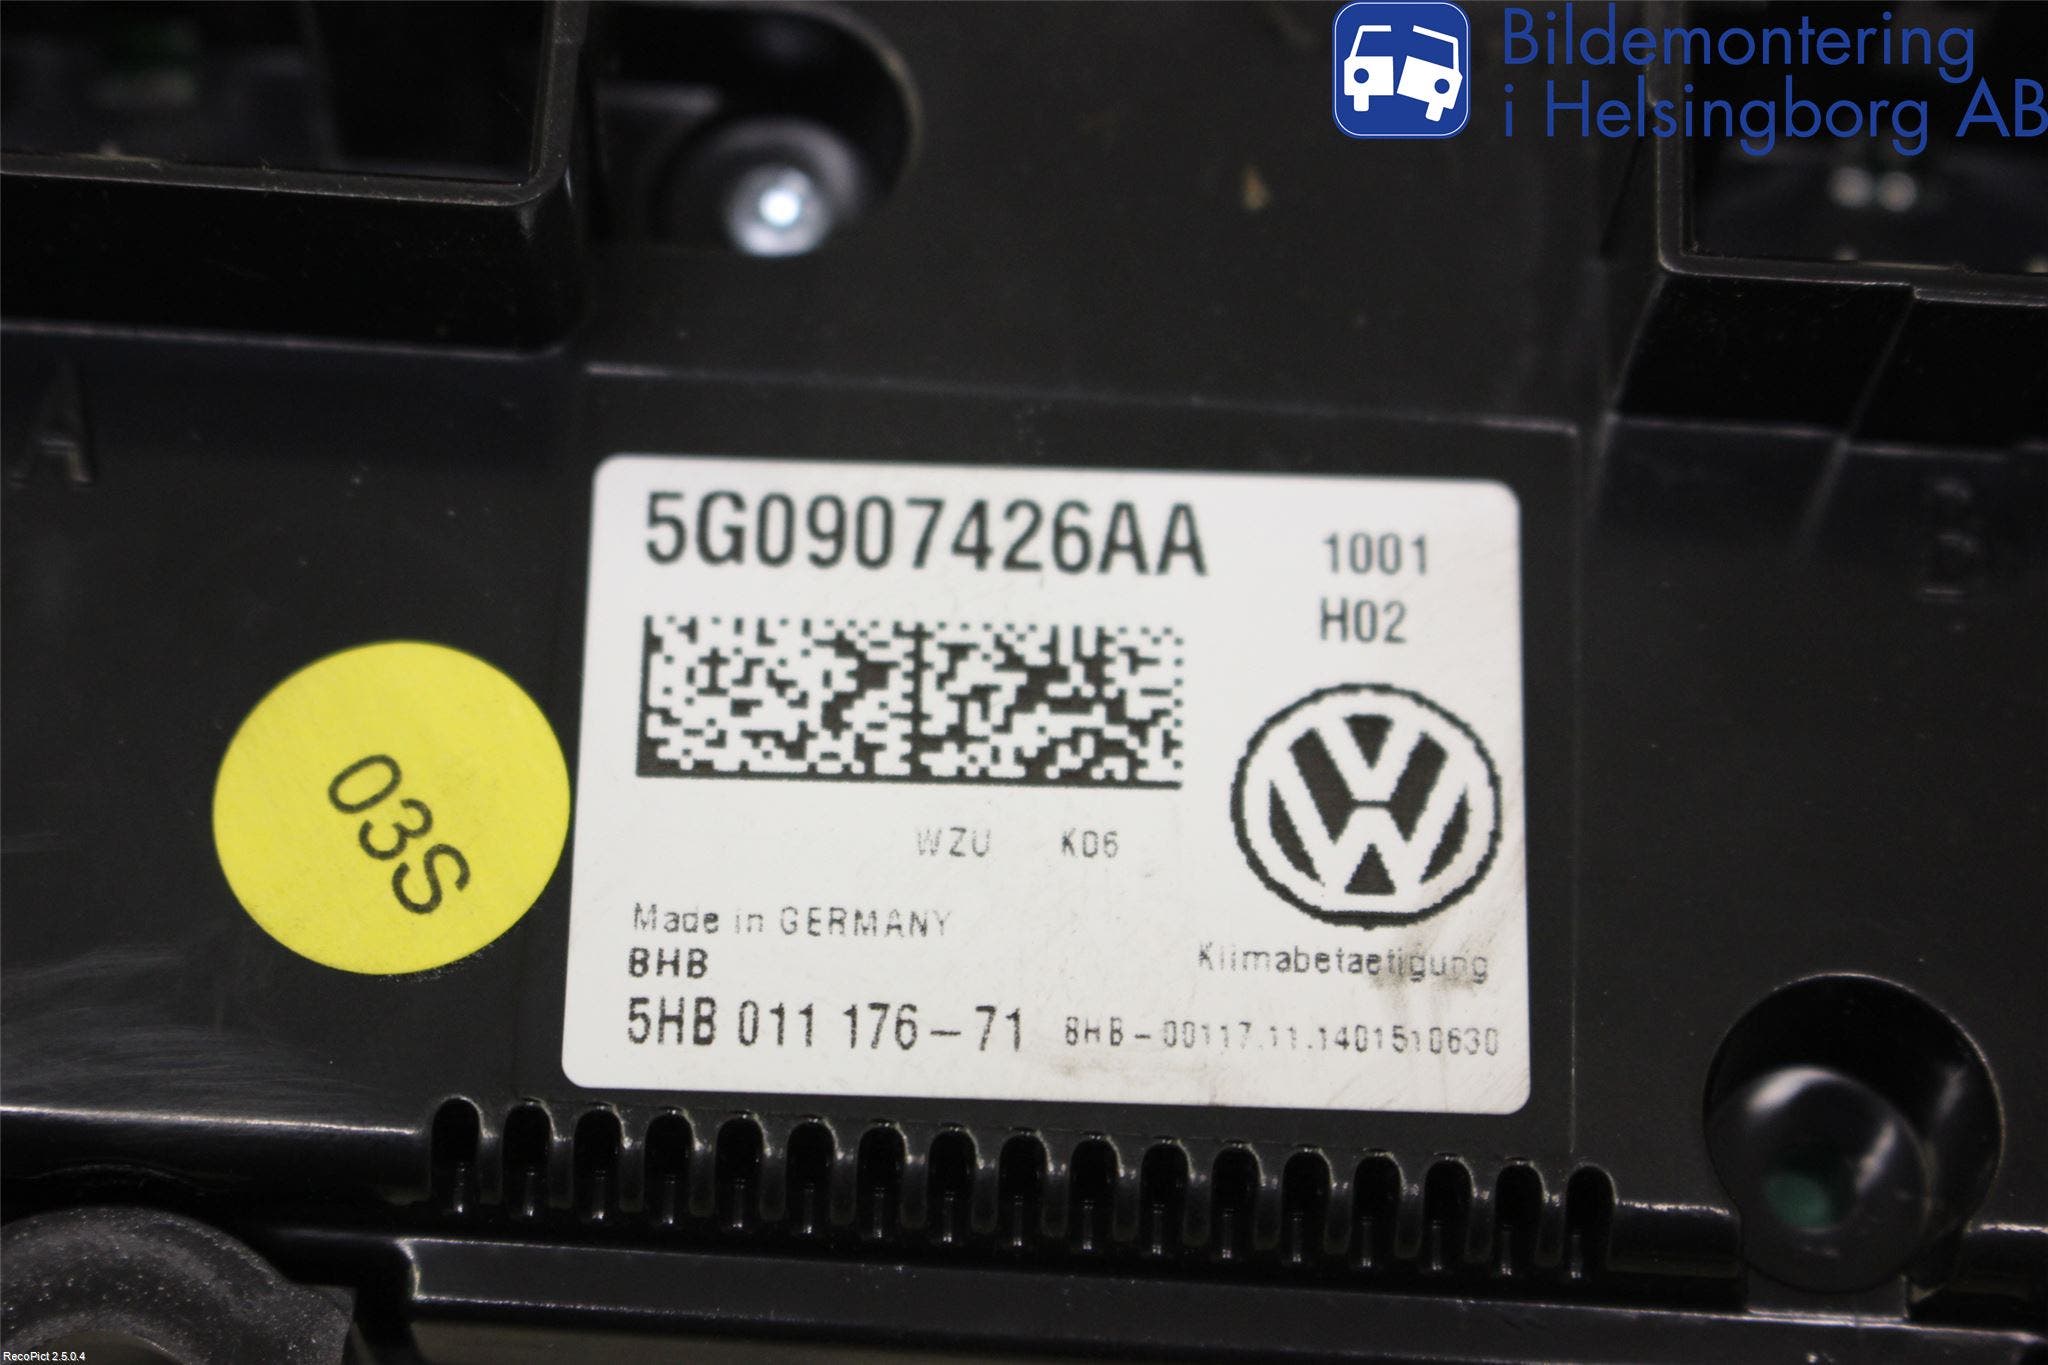 Bildemontering
i Helsingborg AB
A
5G0907426AA
1001
H02
WZU K06
03S
Made in GERMANY
BHB
Klimabetaetigung
5HB 011 176-71 BHB-00117.11.1401510630
RecoPict 2.5.0.4